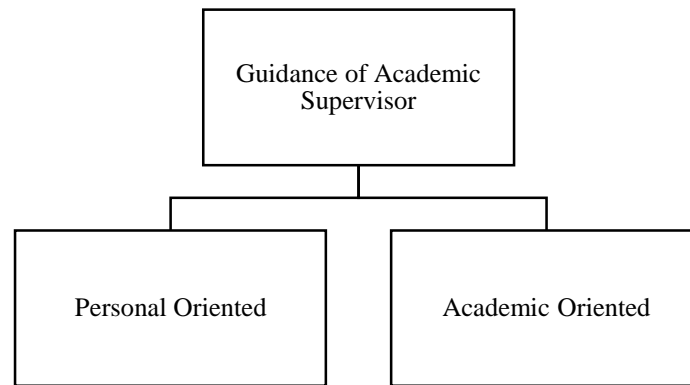 Guidance of Academic
Supervisor
Personal Oriented
Academic Oriented